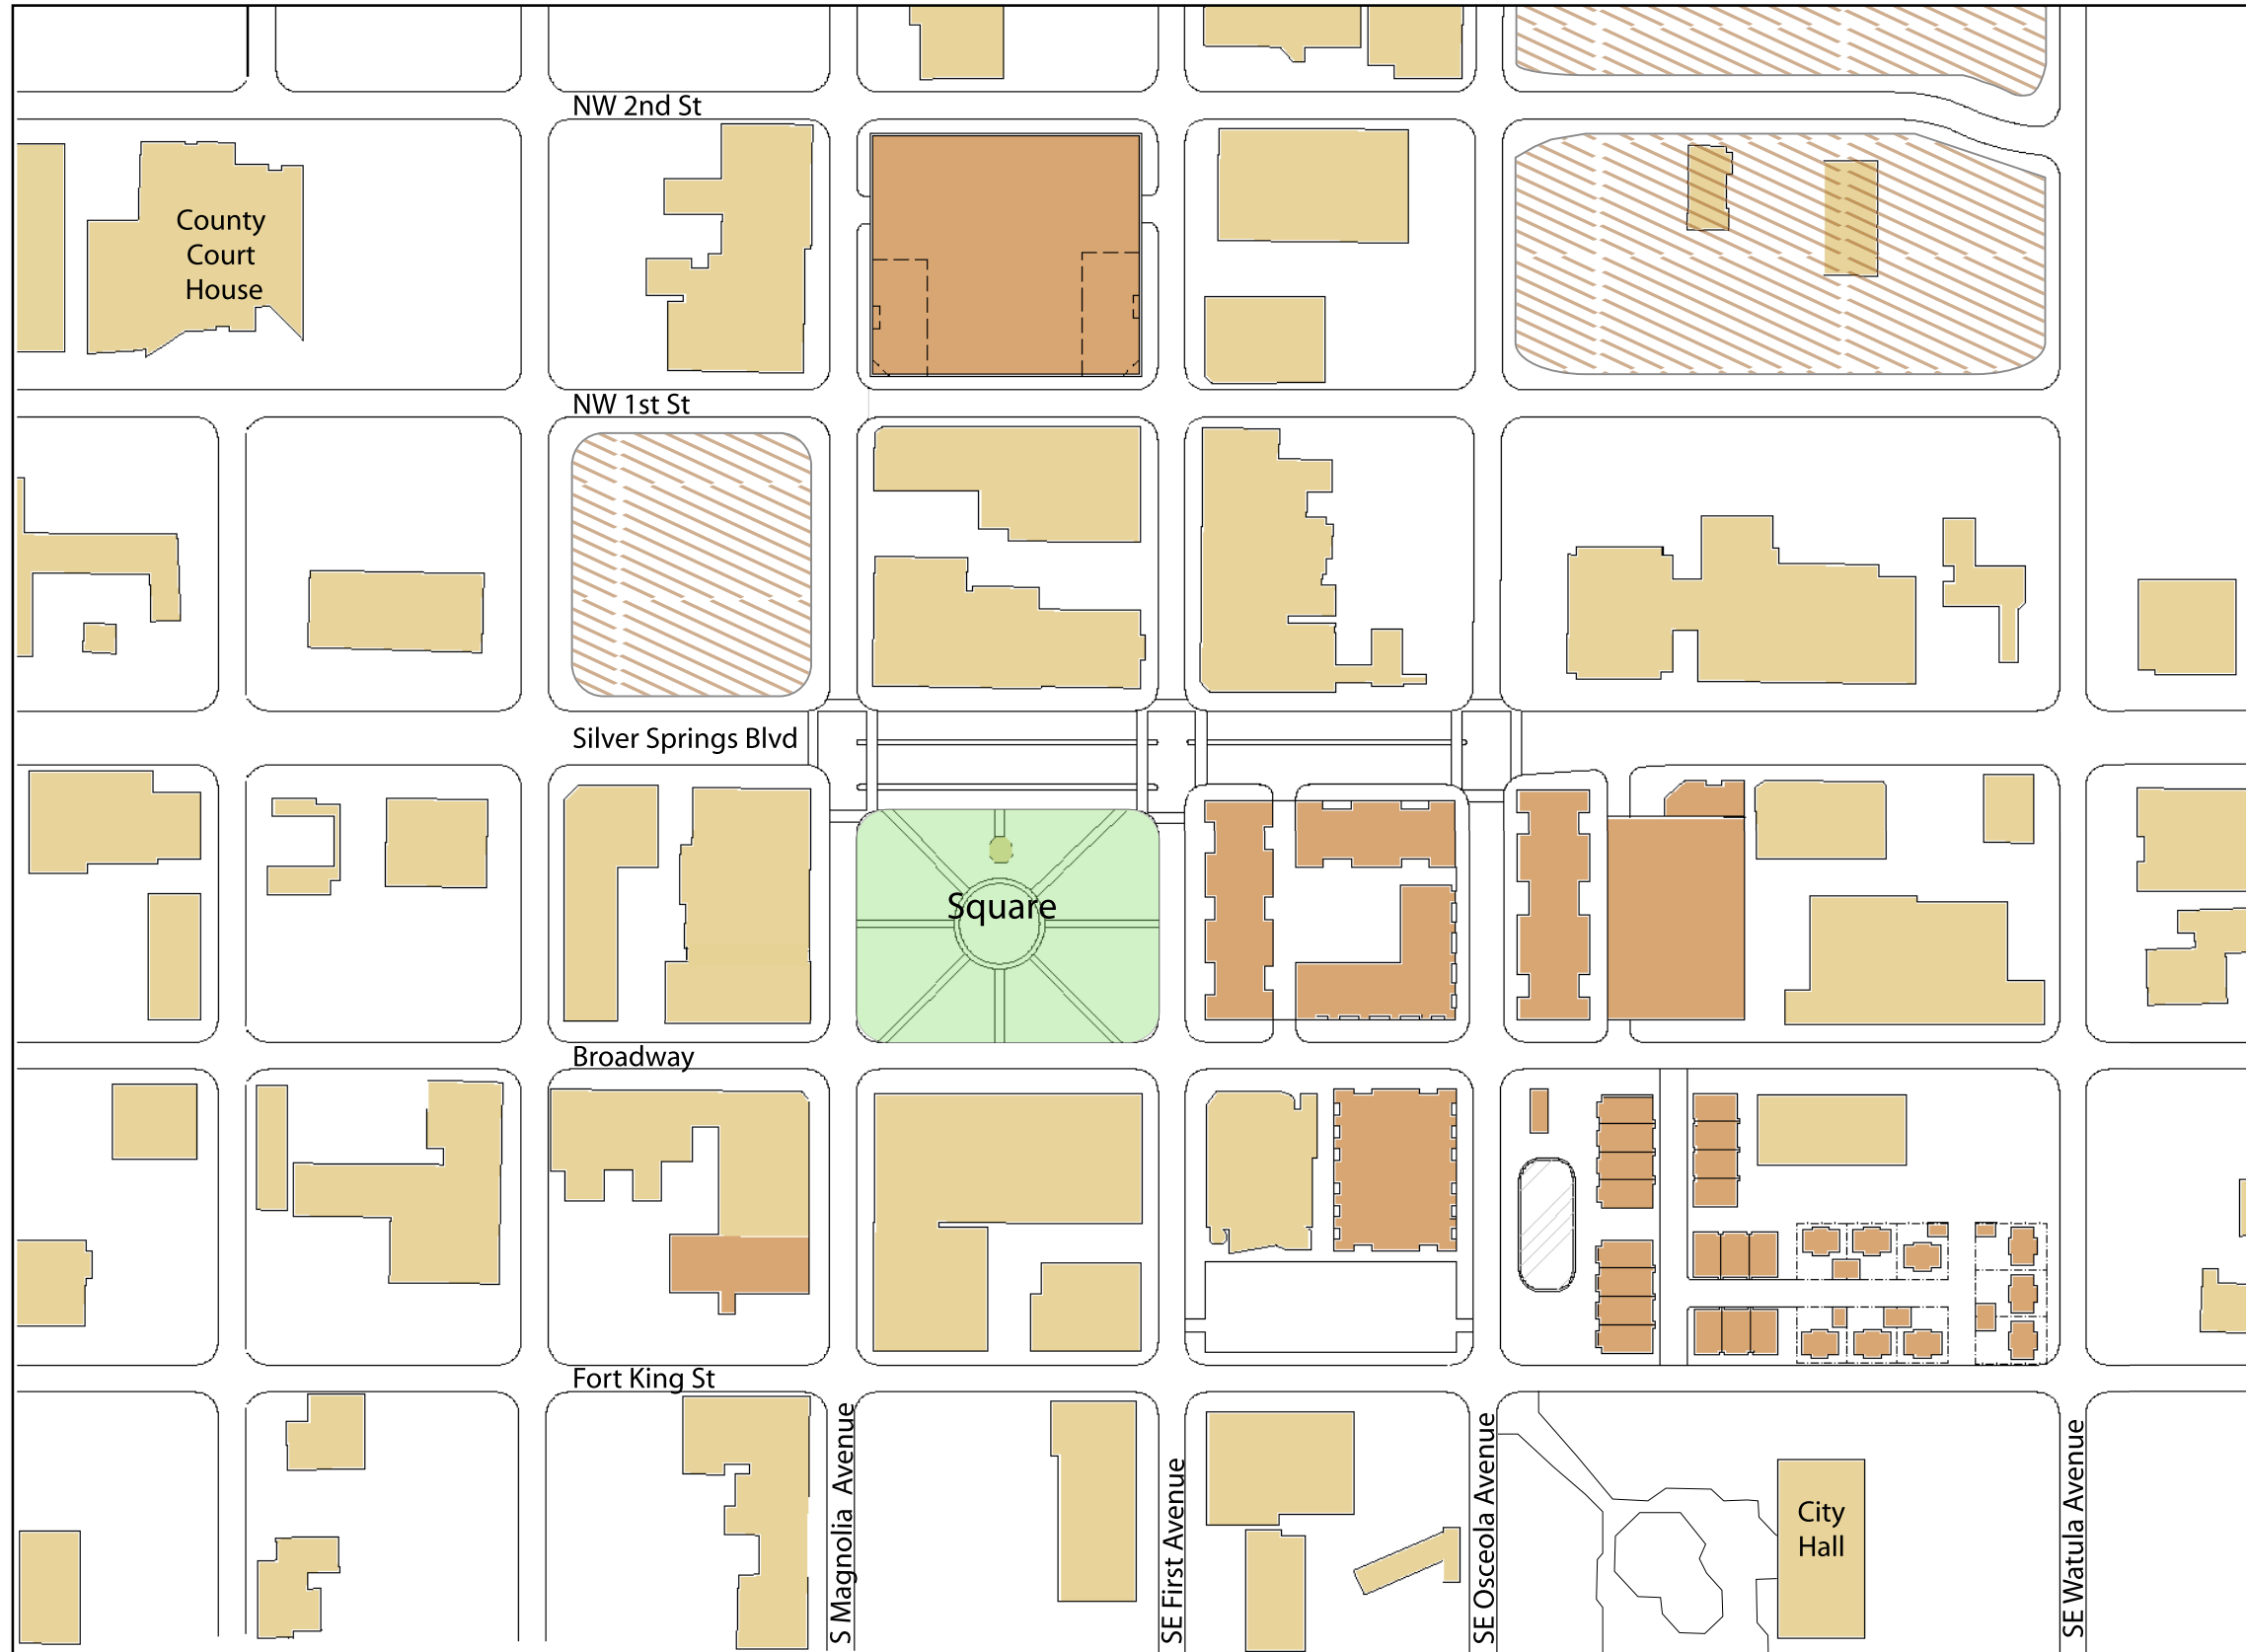 NW 2nd St
County
Court
House
NW 1st St
Silver Springs Blvd
Square
Broadway
Fort King St
S Magnolia Avenue
SE First Avenue
SE Osceola Avenue
City
Hall
SE Watula Avenue